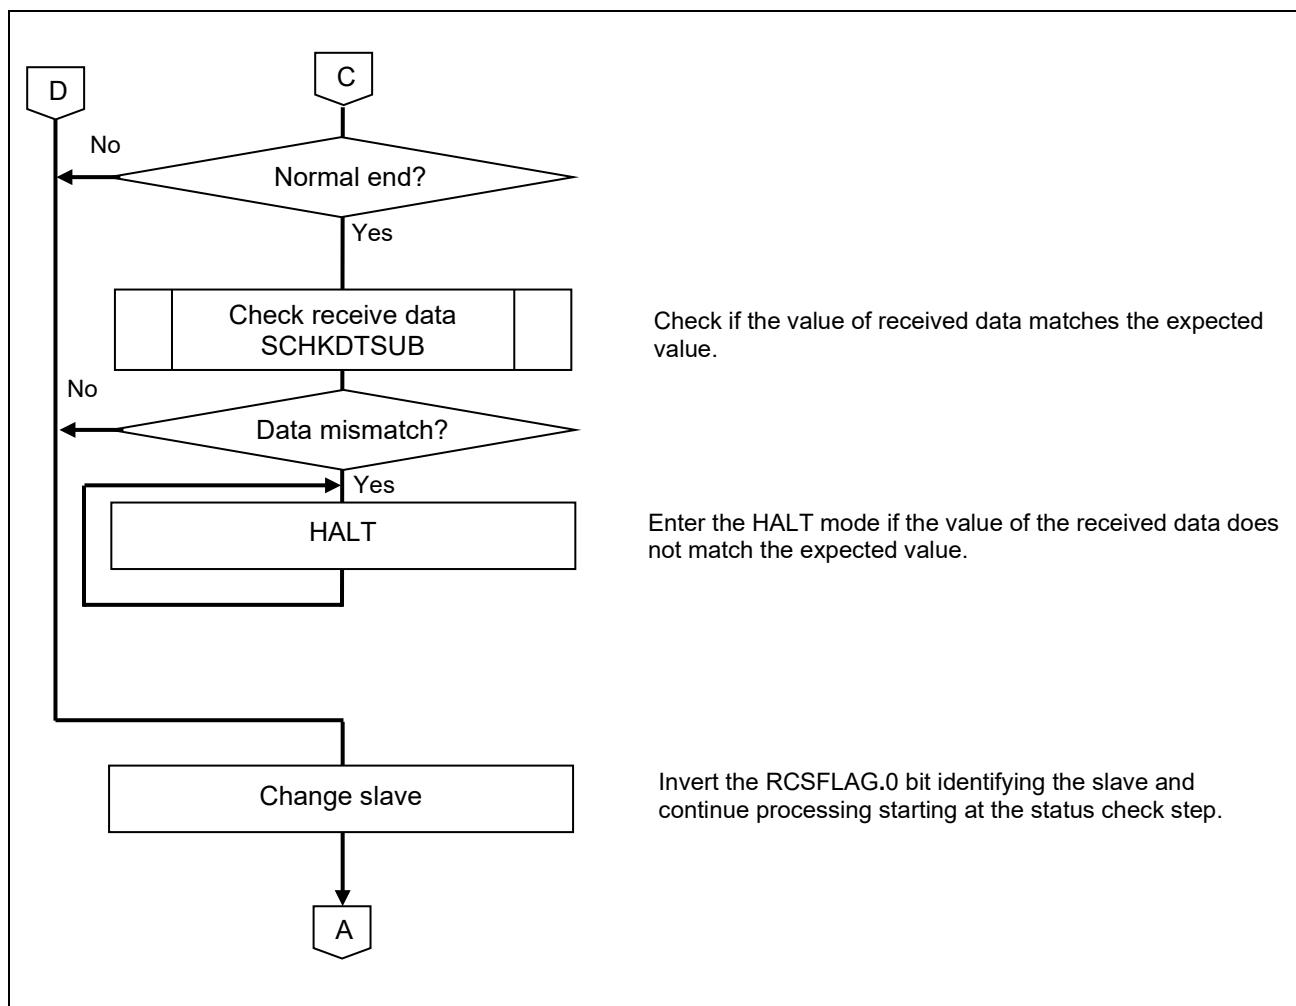 C
D
No
Normal end?
Yes
Check receive data
SCHKDTSUB
Check if the value of received data matches the expected
value.
No
Data mismatch?
Yes
HALT
Enter the HALT mode if the value of the received data does
not match the expected value.
Change slave
Invert the RCSFLAG.0 bit identifying the slave and
continue processing starting at the status check step.
A